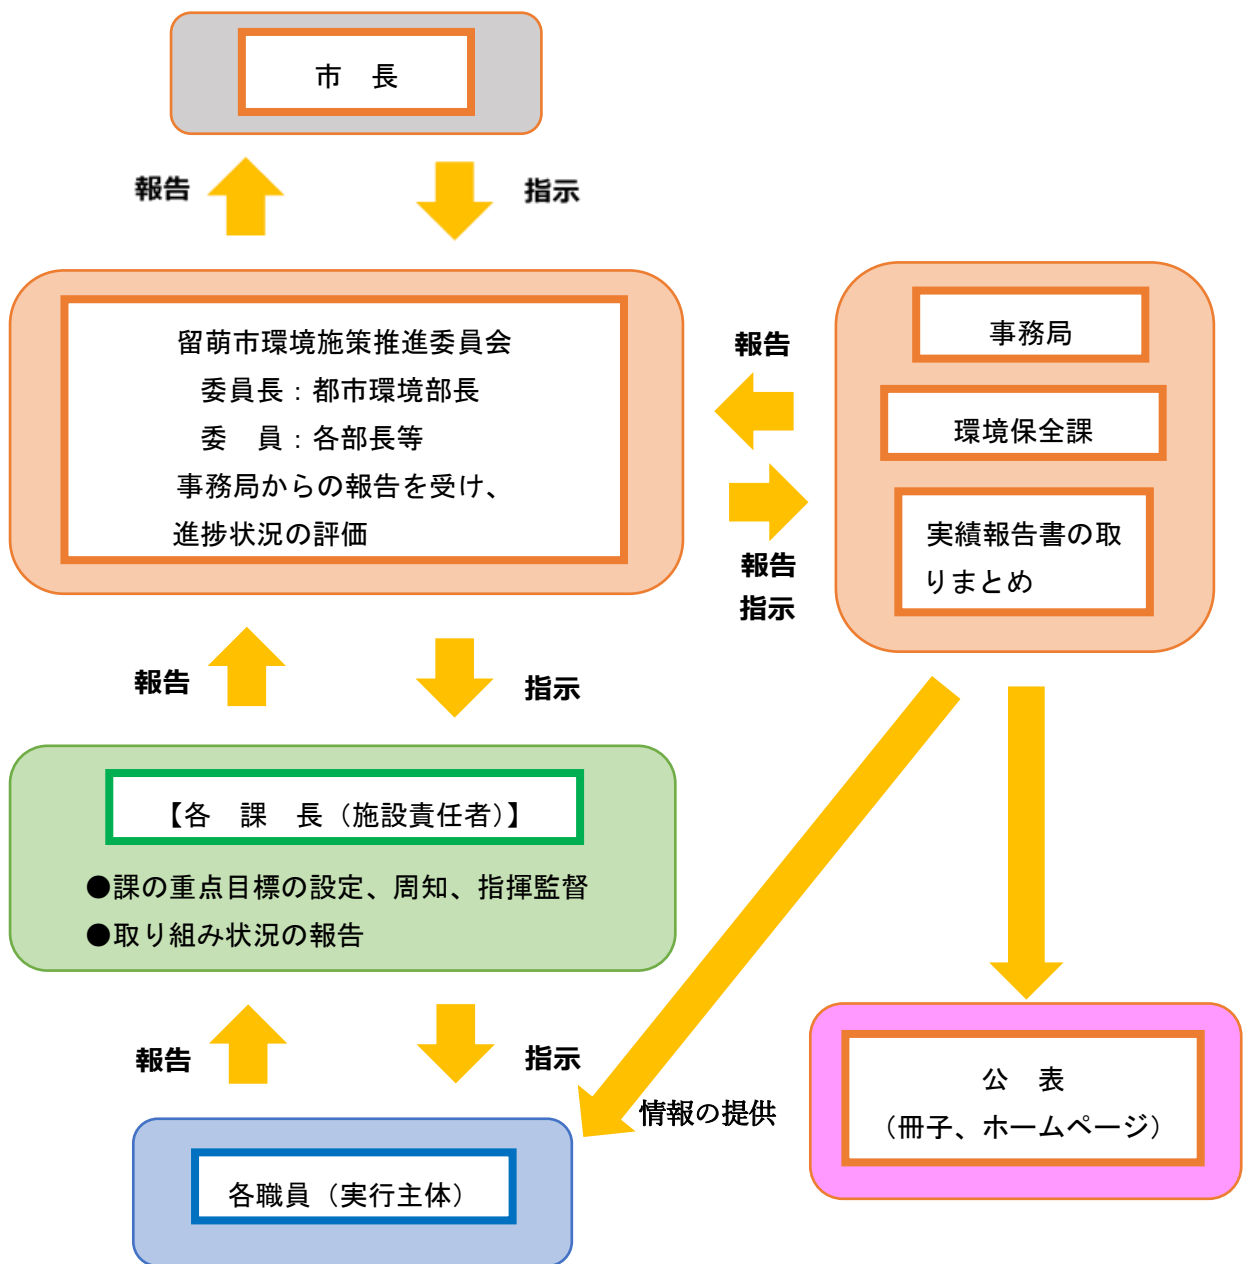 市　長
報告
指示
留萌市環境施策推進委員会
委員長：都市環境部長
委　員：各部長等
事務局からの報告を受け、
進捗状況の評価
報告
報告
指示
事務局
環境保全課
実績報告書の取
りまとめ
報告
指示
【各　課　長（施設責任者）】
●課の重点目標の設定、周知、指揮監督
●取り組み状況の報告
報告
指示
情報の提供
各職員（実行主体）
公　表
（冊子、ホームページ）